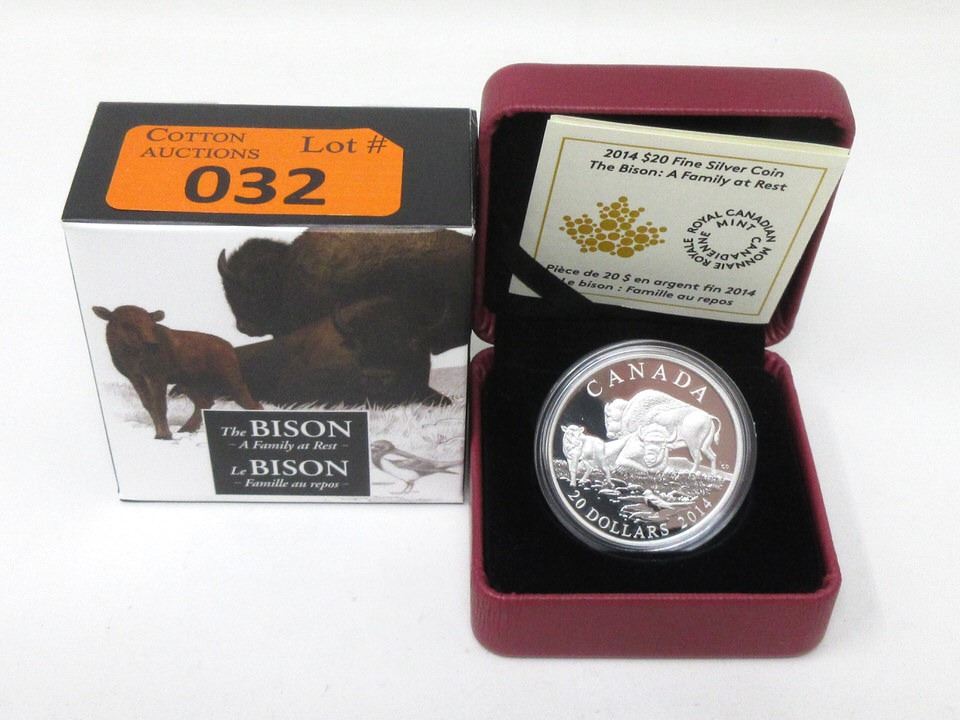 COTTON
AUCTIONS
Lot #
032
The BISON
- A Family at Rest -
Le BISON
- Famille au repos -
2014 $20 Fine Silver Coin
The Bison: A Family at Rest
ROYAL CANADIAN MINT
MONNAIE ROYALE CANADIENNE
Pièce de 20 $ en argent fin 2014
Le bison : Famille au repos
CANADA
20 DOLLARS 2014